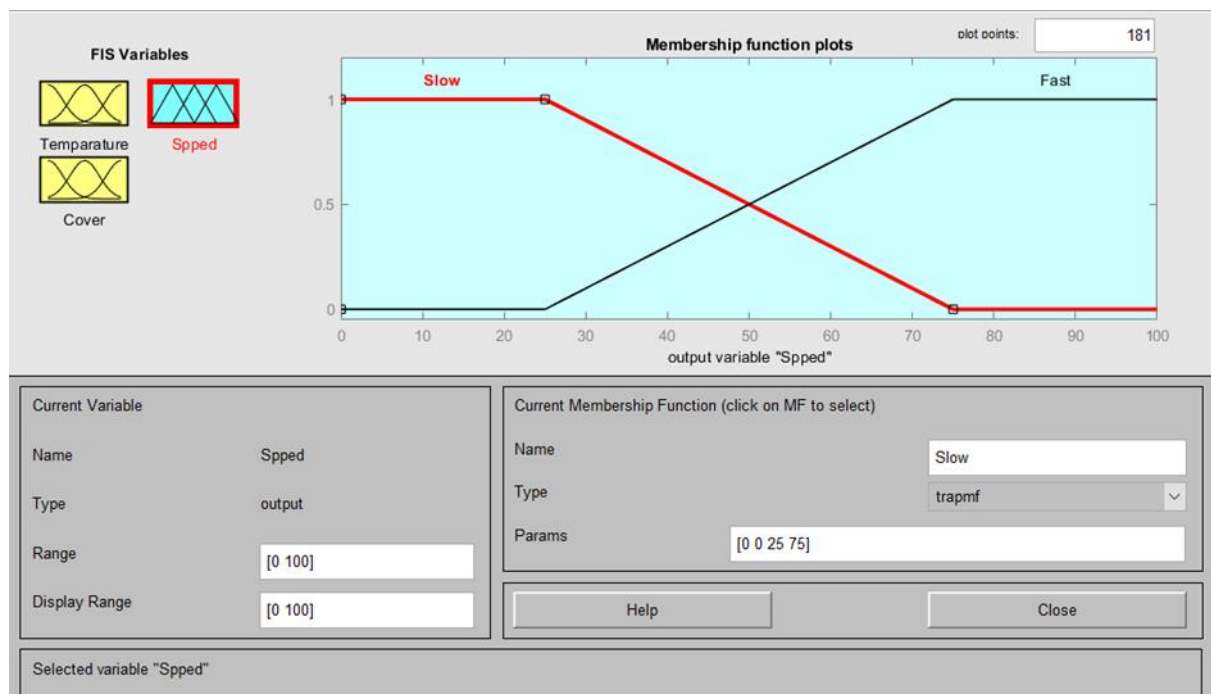 FIS Variables
Temparature
Spped
Cover
Membership function plots
plot points:
181
Slow
Fast
1
0.5
0
0 10 20 30 40 50 60 70 80 90 100
output variable "Spped"
Current Variable
Name Spped
Type output
Range [0 100]
Display Range [0 100]
Current Membership Function (click on MF to select)
Name Slow
Type trapmf
Params [0 0 25 75]
Help Close
Selected variable "Spped"